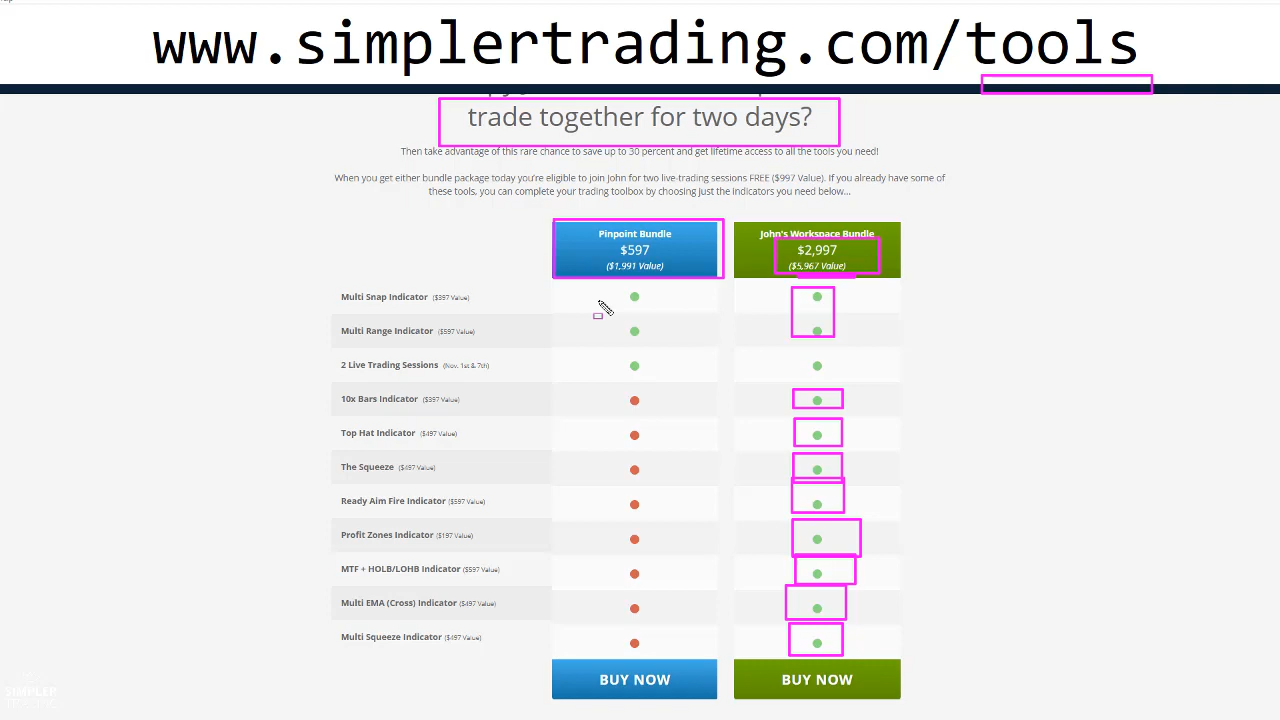 www.simplertrading.com/tools
trade together for two days?
Then take advantage of this rare chance to save up to 30 percent and get lifetime access to all the tools you need!
When you get either bundle package today you're eligible to join John for two live-trading sessions FREE ($997 Value). If you already have some of
these tools, you can complete your trading toolbox by choosing just the indicators you need below...
Pinpoint Bundle
$597
($1,991 Value)
John's Workspace Bundle
$2,997
($5,967 Value)
Multi Snap Indicator ($397 Value)
Multi Range Indicator ($597 Value)
2 Live Trading Sessions (Nov. 1st & 7th)
10x Bars Indicator ($397 Value)
Top Hat Indicator ($497 Value)
The Squeeze ($497 Value)
Ready Aim Fire Indicator ($597 Value)
Profit Zones Indicator ($197 Value)
MTF + HOLB/LOHB Indicator ($597 Value)
Multi EMA (Cross) Indicator ($497 Value)
Multi Squeeze Indicator ($497 Value)
BUY NOW
BUY NOW
SIMPLER
TRADING